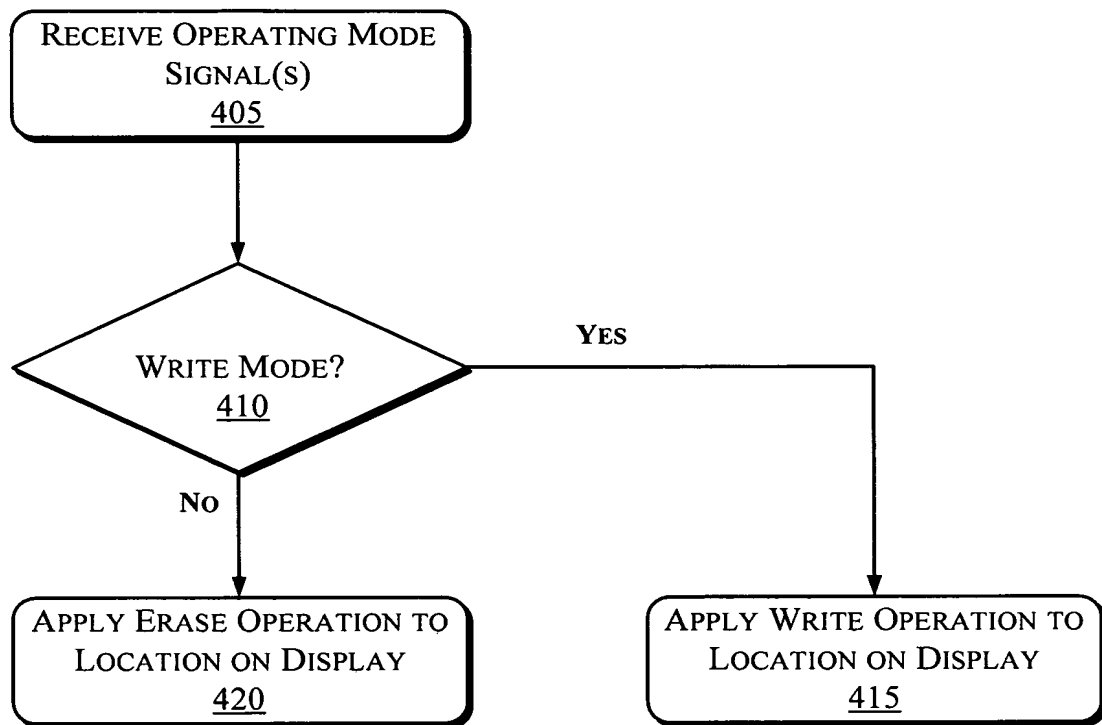 RECEIVE OPERATING MODE
SIGNAL(S)
405
YES
WRITE MODE?
410
NO
APPLY ERASE OPERATION TO
LOCATION ON DISPLAY
420
APPLY WRITE OPERATION TO
LOCATION ON DISPLAY
415